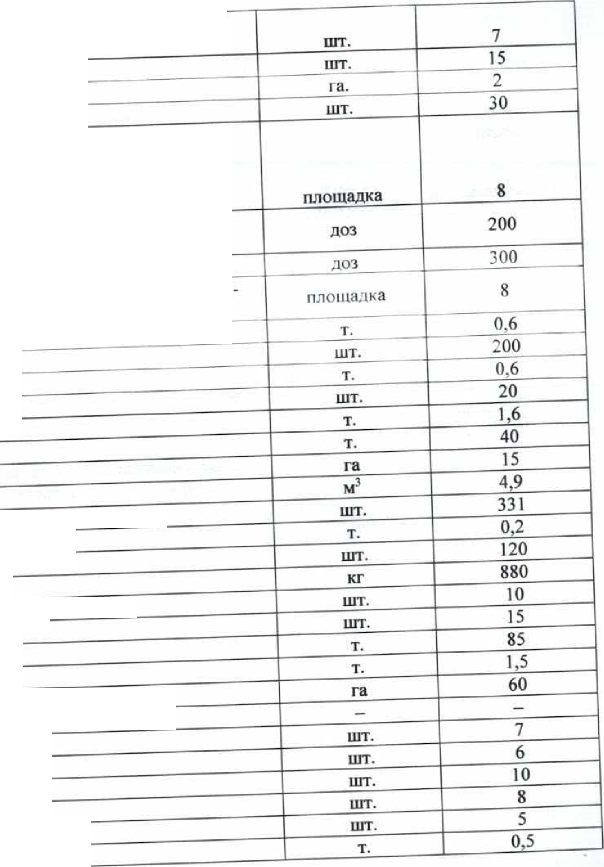 шт. 7
шт. 15
га. 2
шт. 30
площадка 8
доз 200
доз 300
- площадка 8
т. 0,6
шт. 200
т. 0,6
шт. 20
т. 1,6
т. 40
га 15
м³ 4,9
шт. 331
т. 0,2
шт. 120
кг 880
шт. 10
шт. 15
т. 85
т. 1,5
га 60
– –
шт. 7
шт. 6
шт. 10
шт. 8
шт. 5
т. 0,5